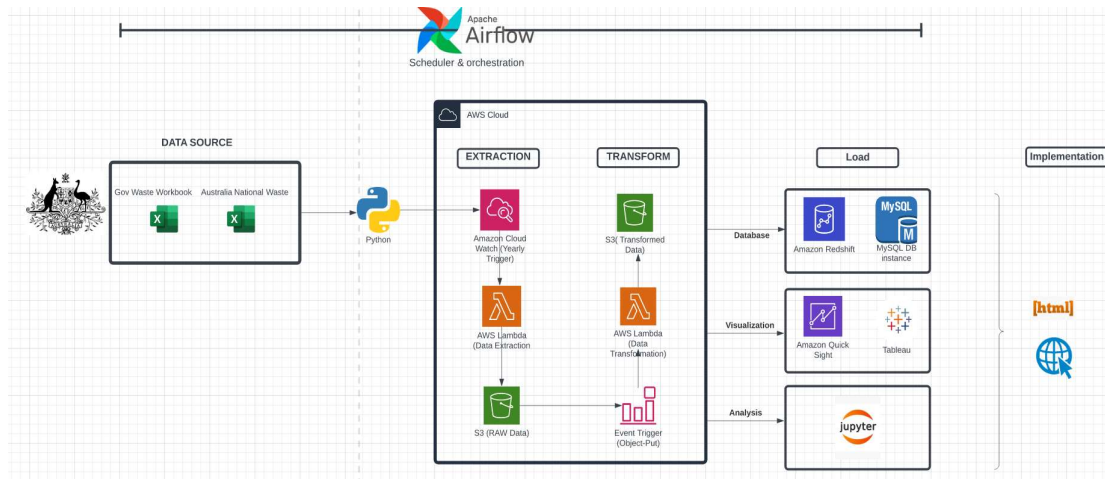 Apache
Airflow
Scheduler & orchestration
AWS Cloud
DATA SOURCE
EXTRACTION
TRANSFORM
Load
Implementation
Gov Waste Workbook
Australia National Waste
Python
Amazon Cloud
Watch (Yearly
Trigger)
S3( Transformed
Data)
Database
Amazon Redshift
MySQL
M
MySQL DB
instance
AWS Lambda
(Data Extraction
AWS Lambda
(Data
Transformation)
Visualization
Amazon Quick
Sight
Tableau
[html]
S3 (RAW Data)
Event Trigger
(Object-Put)
Analysis
jupyter
X
X